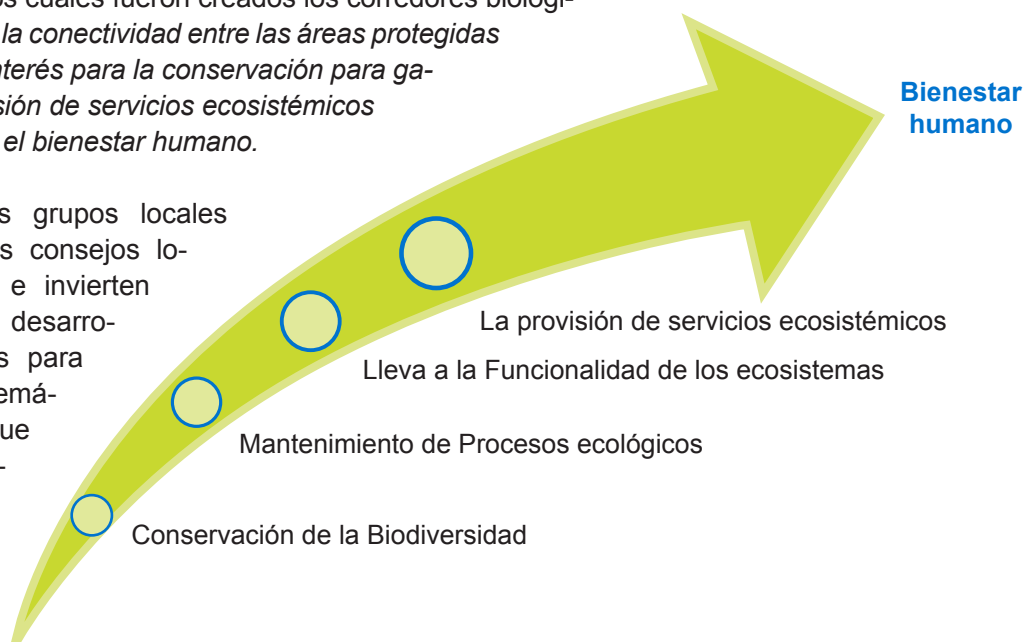 os cuales fueron creados los corredores biologi-
la conectividad entre las áreas protegidas
nterés para la conservación para ga-
sión de servicios ecosistémicos
el bienestar humano.
s grupos locales
s consejos lo-
e invierten
desarro-
s para
emá-
ue
-
Bienestar
humano
La provisión de servicios ecosistémicos
Lleva a la Funcionalidad de los ecosistemas
Mantenimiento de Procesos ecológicos
Conservación de la Biodiversidad